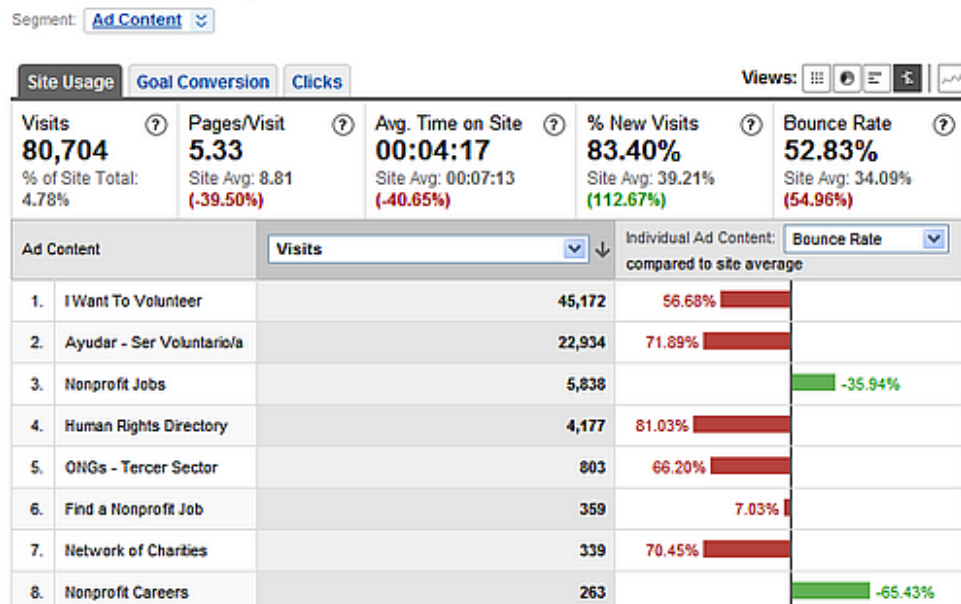 Segment: Ad Content
Site Usage Goal Conversion Clicks Views:
Visits ? Pages/Visit ? Avg. Time on Site ? % New Visits ? Bounce Rate ?
80,704 5.33 00:04:17 83.40% 52.83%
% of Site Total: Site Avg: 8.81 Site Avg: 00:07:13 Site Avg: 39.21% Site Avg: 34.09%
4.78% (-39.50%) (-40.65%) (112.67%) (54.96%)
Ad Content Visits Individual Ad Content: Bounce Rate
compared to site average
1. I Want To Volunteer 45,172 56.68%
2. Ayudar - Ser Voluntario/a 22,934 71.89%
3. Nonprofit Jobs 5,838 -35.94%
4. Human Rights Directory 4,177 81.03%
5. ONGs - Tercer Sector 803 66.20%
6. Find a Nonprofit Job 359 7.03%
7. Network of Charities 339 70.45%
8. Nonprofit Careers 263 -65.43%